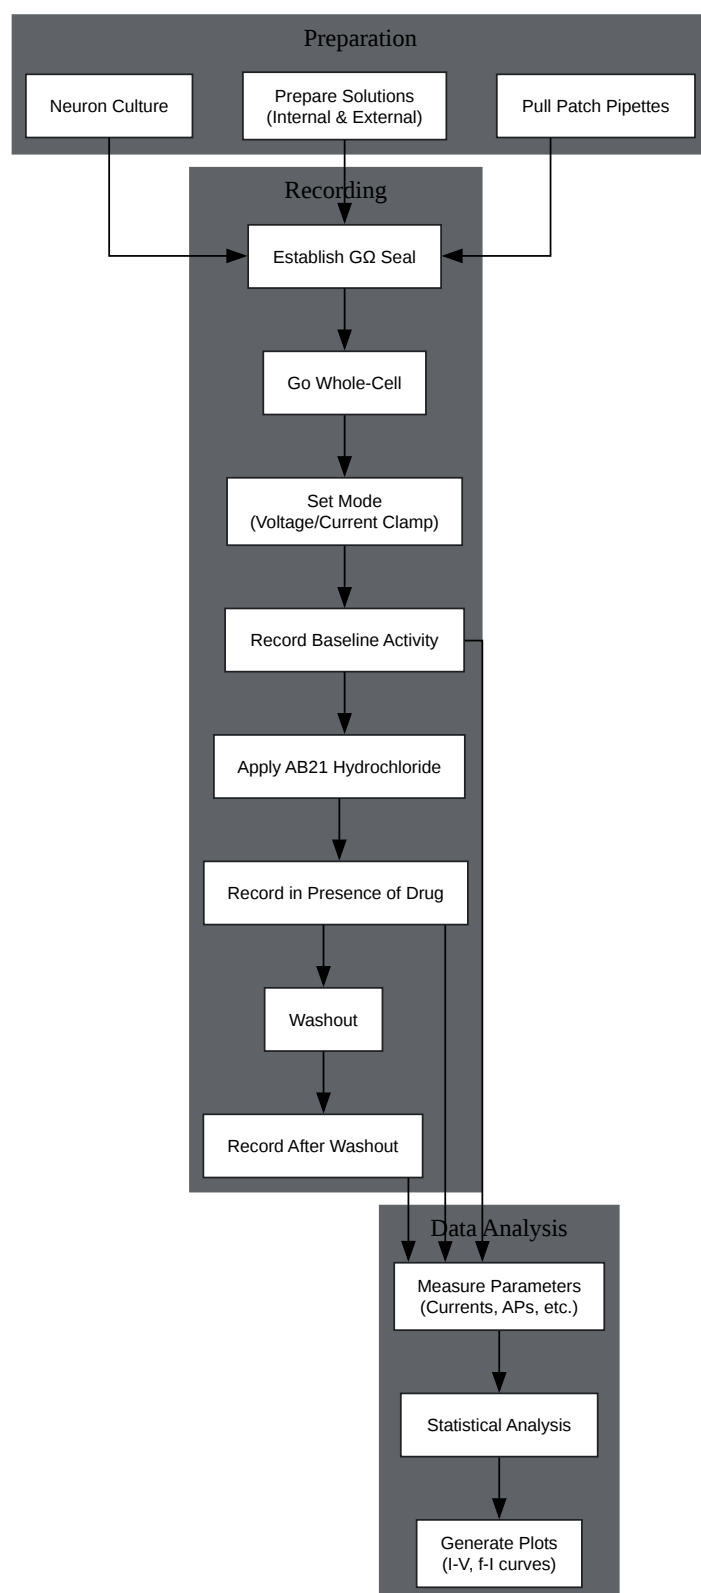 Preparation
Neuron Culture
Prepare Solutions
(Internal & External)
Pull Patch Pipettes
Recording
Establish GΩ Seal
Go Whole-Cell
Set Mode
(Voltage/Current Clamp)
Record Baseline Activity
Apply AB21 Hydrochloride
Record in Presence of Drug
Washout
Record After Washout
Data Analysis
Measure Parameters
(Currents, APs, etc.)
Statistical Analysis
Generate Plots
(I-V, f-I curves)